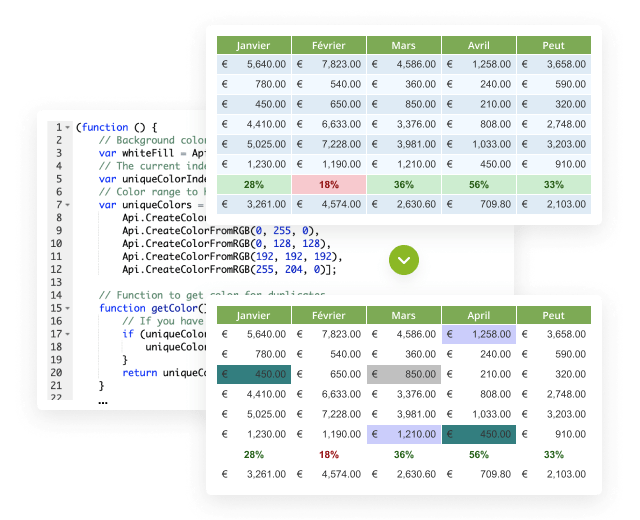 Janvier Février Mars Avril Peut
€ 5,640.00 € 7,823.00 € 4,586.00 € 1,258.00 € 3,658.00
€ 780.00 € 540.00 € 360.00 € 240.00 € 590.00
€ 450.00 € 650.00 € 850.00 € 210.00 € 320.00
€ 4,410.00 € 6,633.00 € 3,376.00 € 808.00 € 2,748.00
€ 5,025.00 € 7,228.00 € 3,981.00 € 1,033.00 € 3,203.00
€ 1,230.00 € 1,190.00 € 1,210.00 € 450.00 € 910.00
28% 18% 36% 56% 33%
€ 3,261.00 € 4,574.00 € 2,630.60 € 709.80 € 2,103.00
1 (function () {
2 // Background colo
3 var whiteFill = Api
4 // The current inde
5 var uniqueColorInde
6 // Color range to h
7 var uniqueColors =
8 Api.CreateColor
9 Api.CreateColorFromRGB(0, 255, 0),
10 Api.CreateColorFromRGB(0, 128, 128),
11 Api.CreateColorFromRGB(192, 192, 192),
12 Api.CreateColorFromRGB(255, 204, 0)];
13
14 // Function to get color for duplicates
15 function getColor()
16 // If you have
17 if (uniqueColor
18 uniqueColor
19 }
20 return uniqueCo
21 }
22 ...
Janvier Février Mars April Peut
€ 5,640.00 € 7,823.00 € 4,586.00 € 1,258.00 € 3,658.00
€ 780.00 € 540.00 € 360.00 € 240.00 € 590.00
€ 450.00 € 650.00 € 850.00 € 210.00 € 320.00
€ 4,410.00 € 6,633.00 € 3,376.00 € 808.00 € 2,748.00
€ 5,025.00 € 7,228.00 € 3,981.00 € 1,033.00 € 3,203.00
€ 1,230.00 € 1,190.00 € 1,210.00 € 450.00 € 910.00
28% 18% 36% 56% 33%
€ 3,261.00 € 4,574.00 € 2,630.60 € 709.80 € 2,103.00